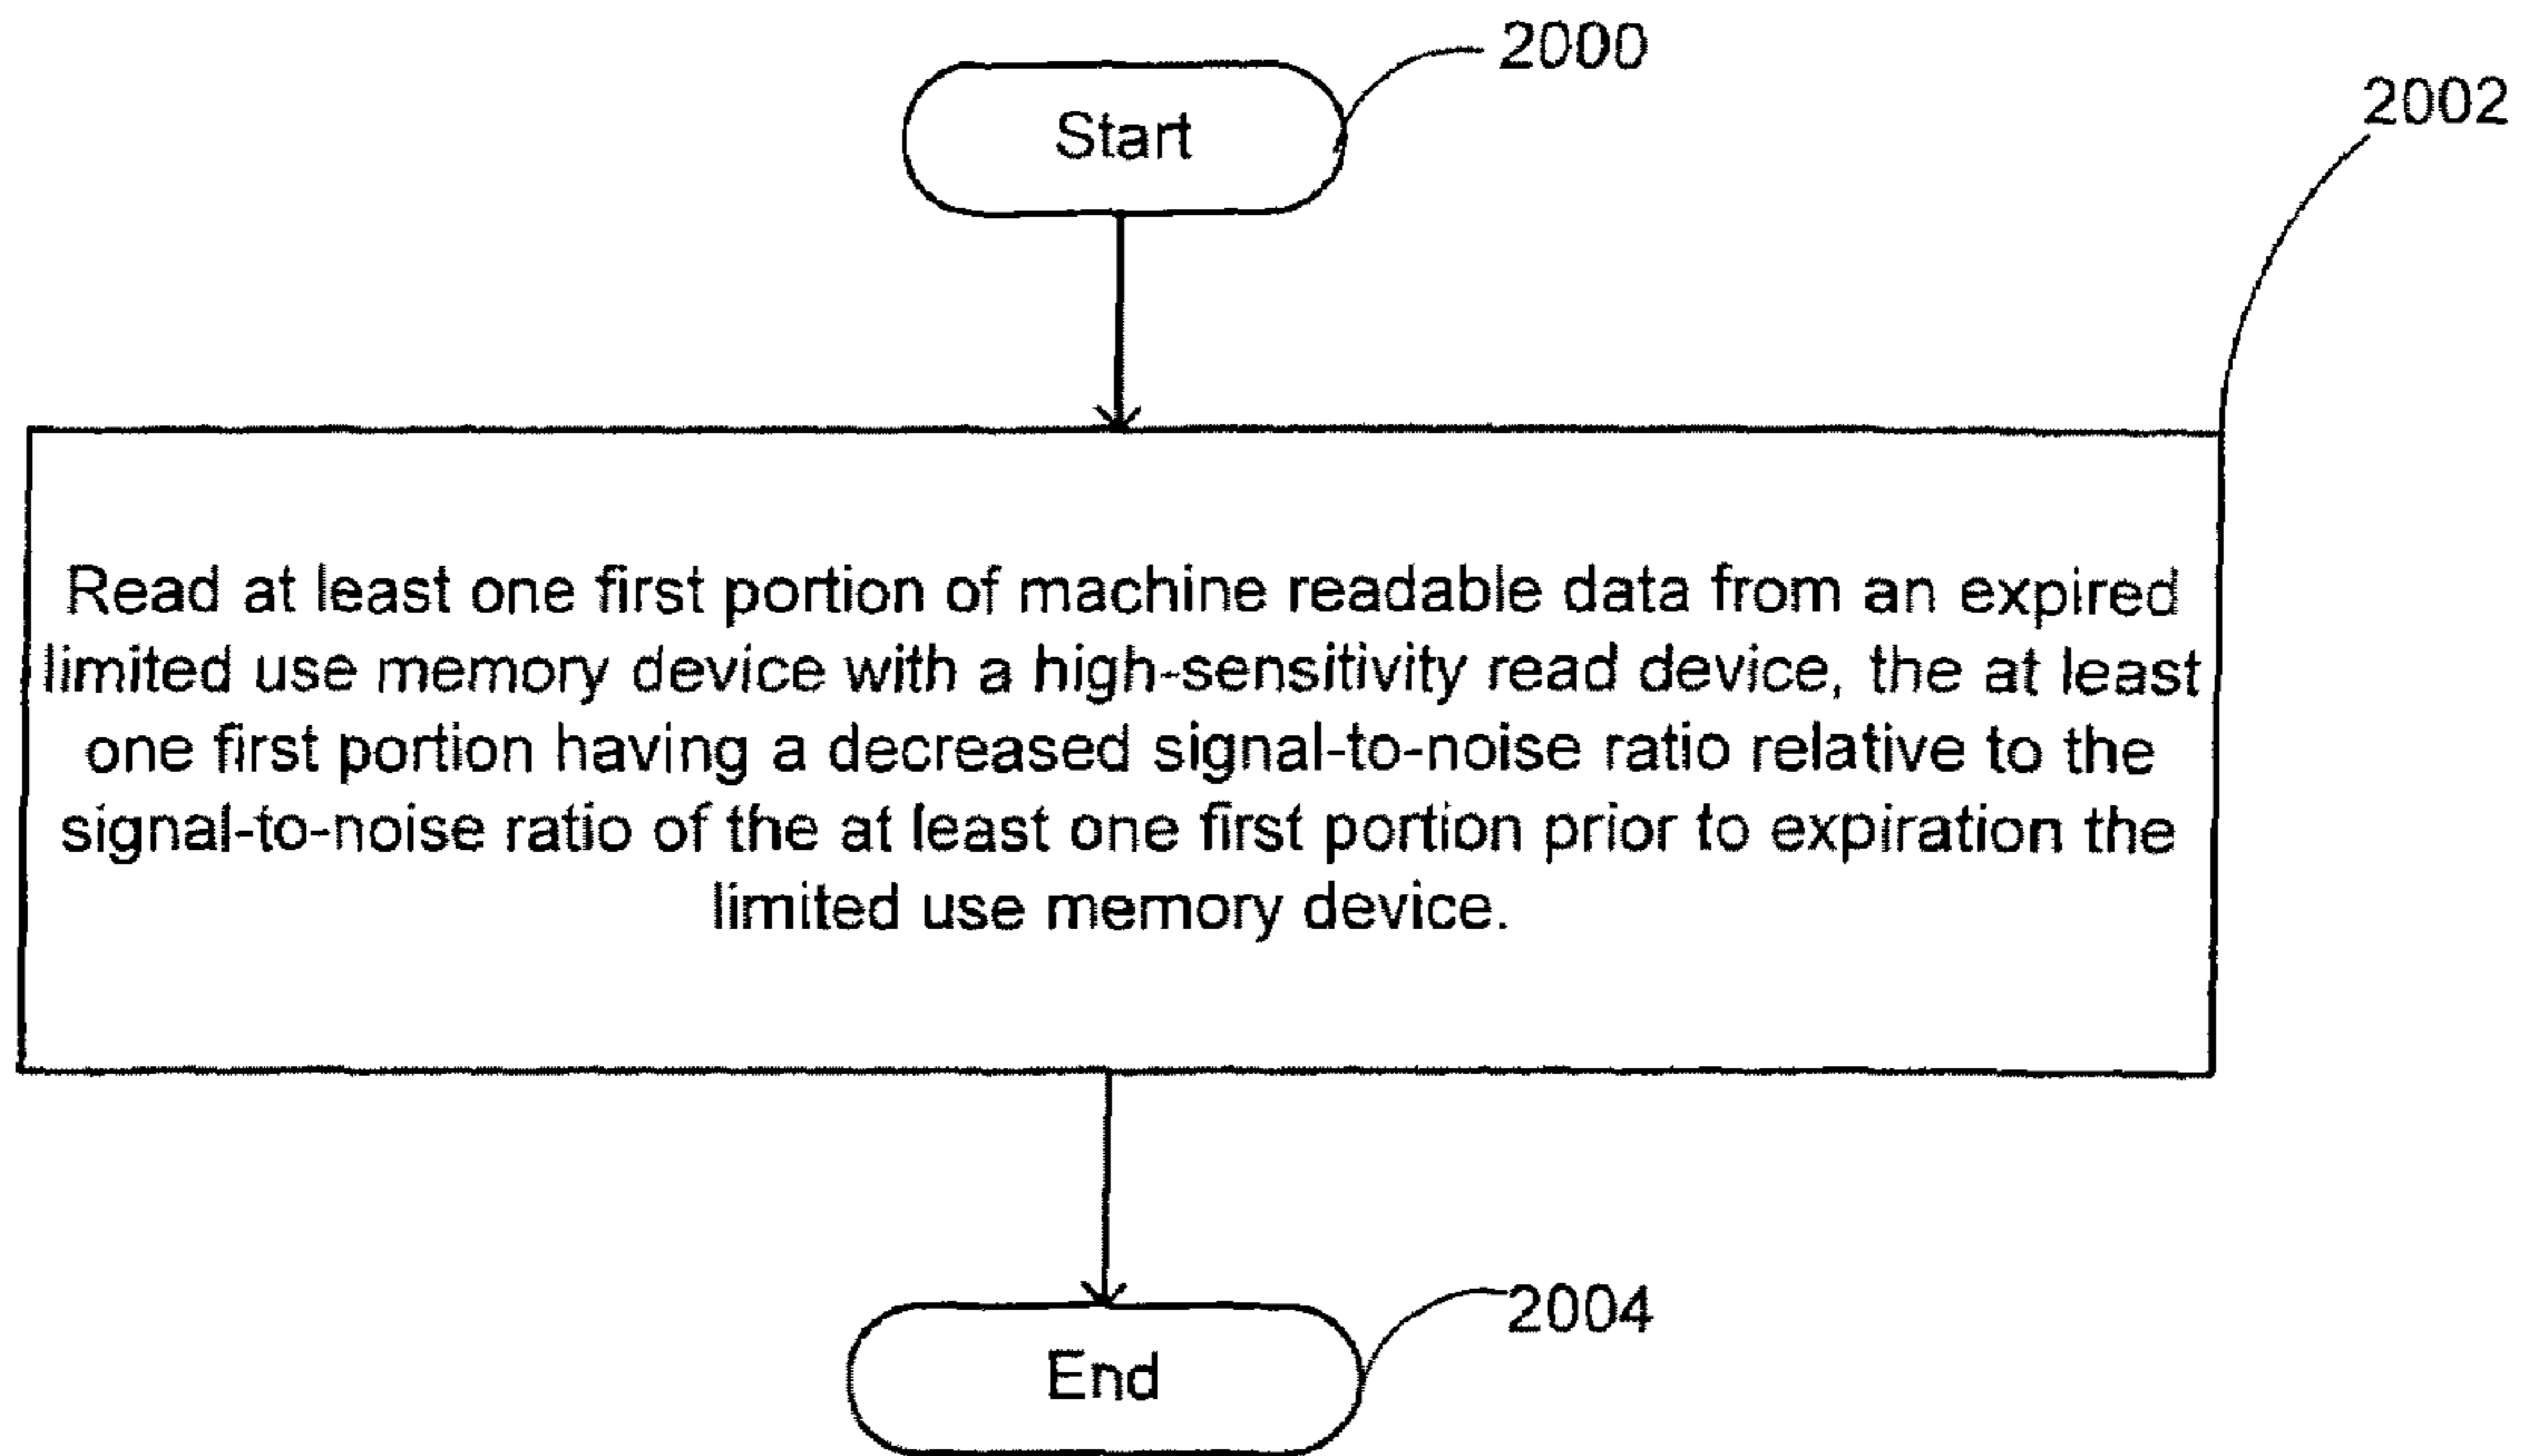 2000
Start
2002
Read at least one first portion of machine readable data from an expired
limited use memory device with a high-sensitivity read device, the at least
one first portion having a decreased signal-to-noise ratio relative to the
signal-to-noise ratio of the at least one first portion prior to expiration the
limited use memory device.
2004
End